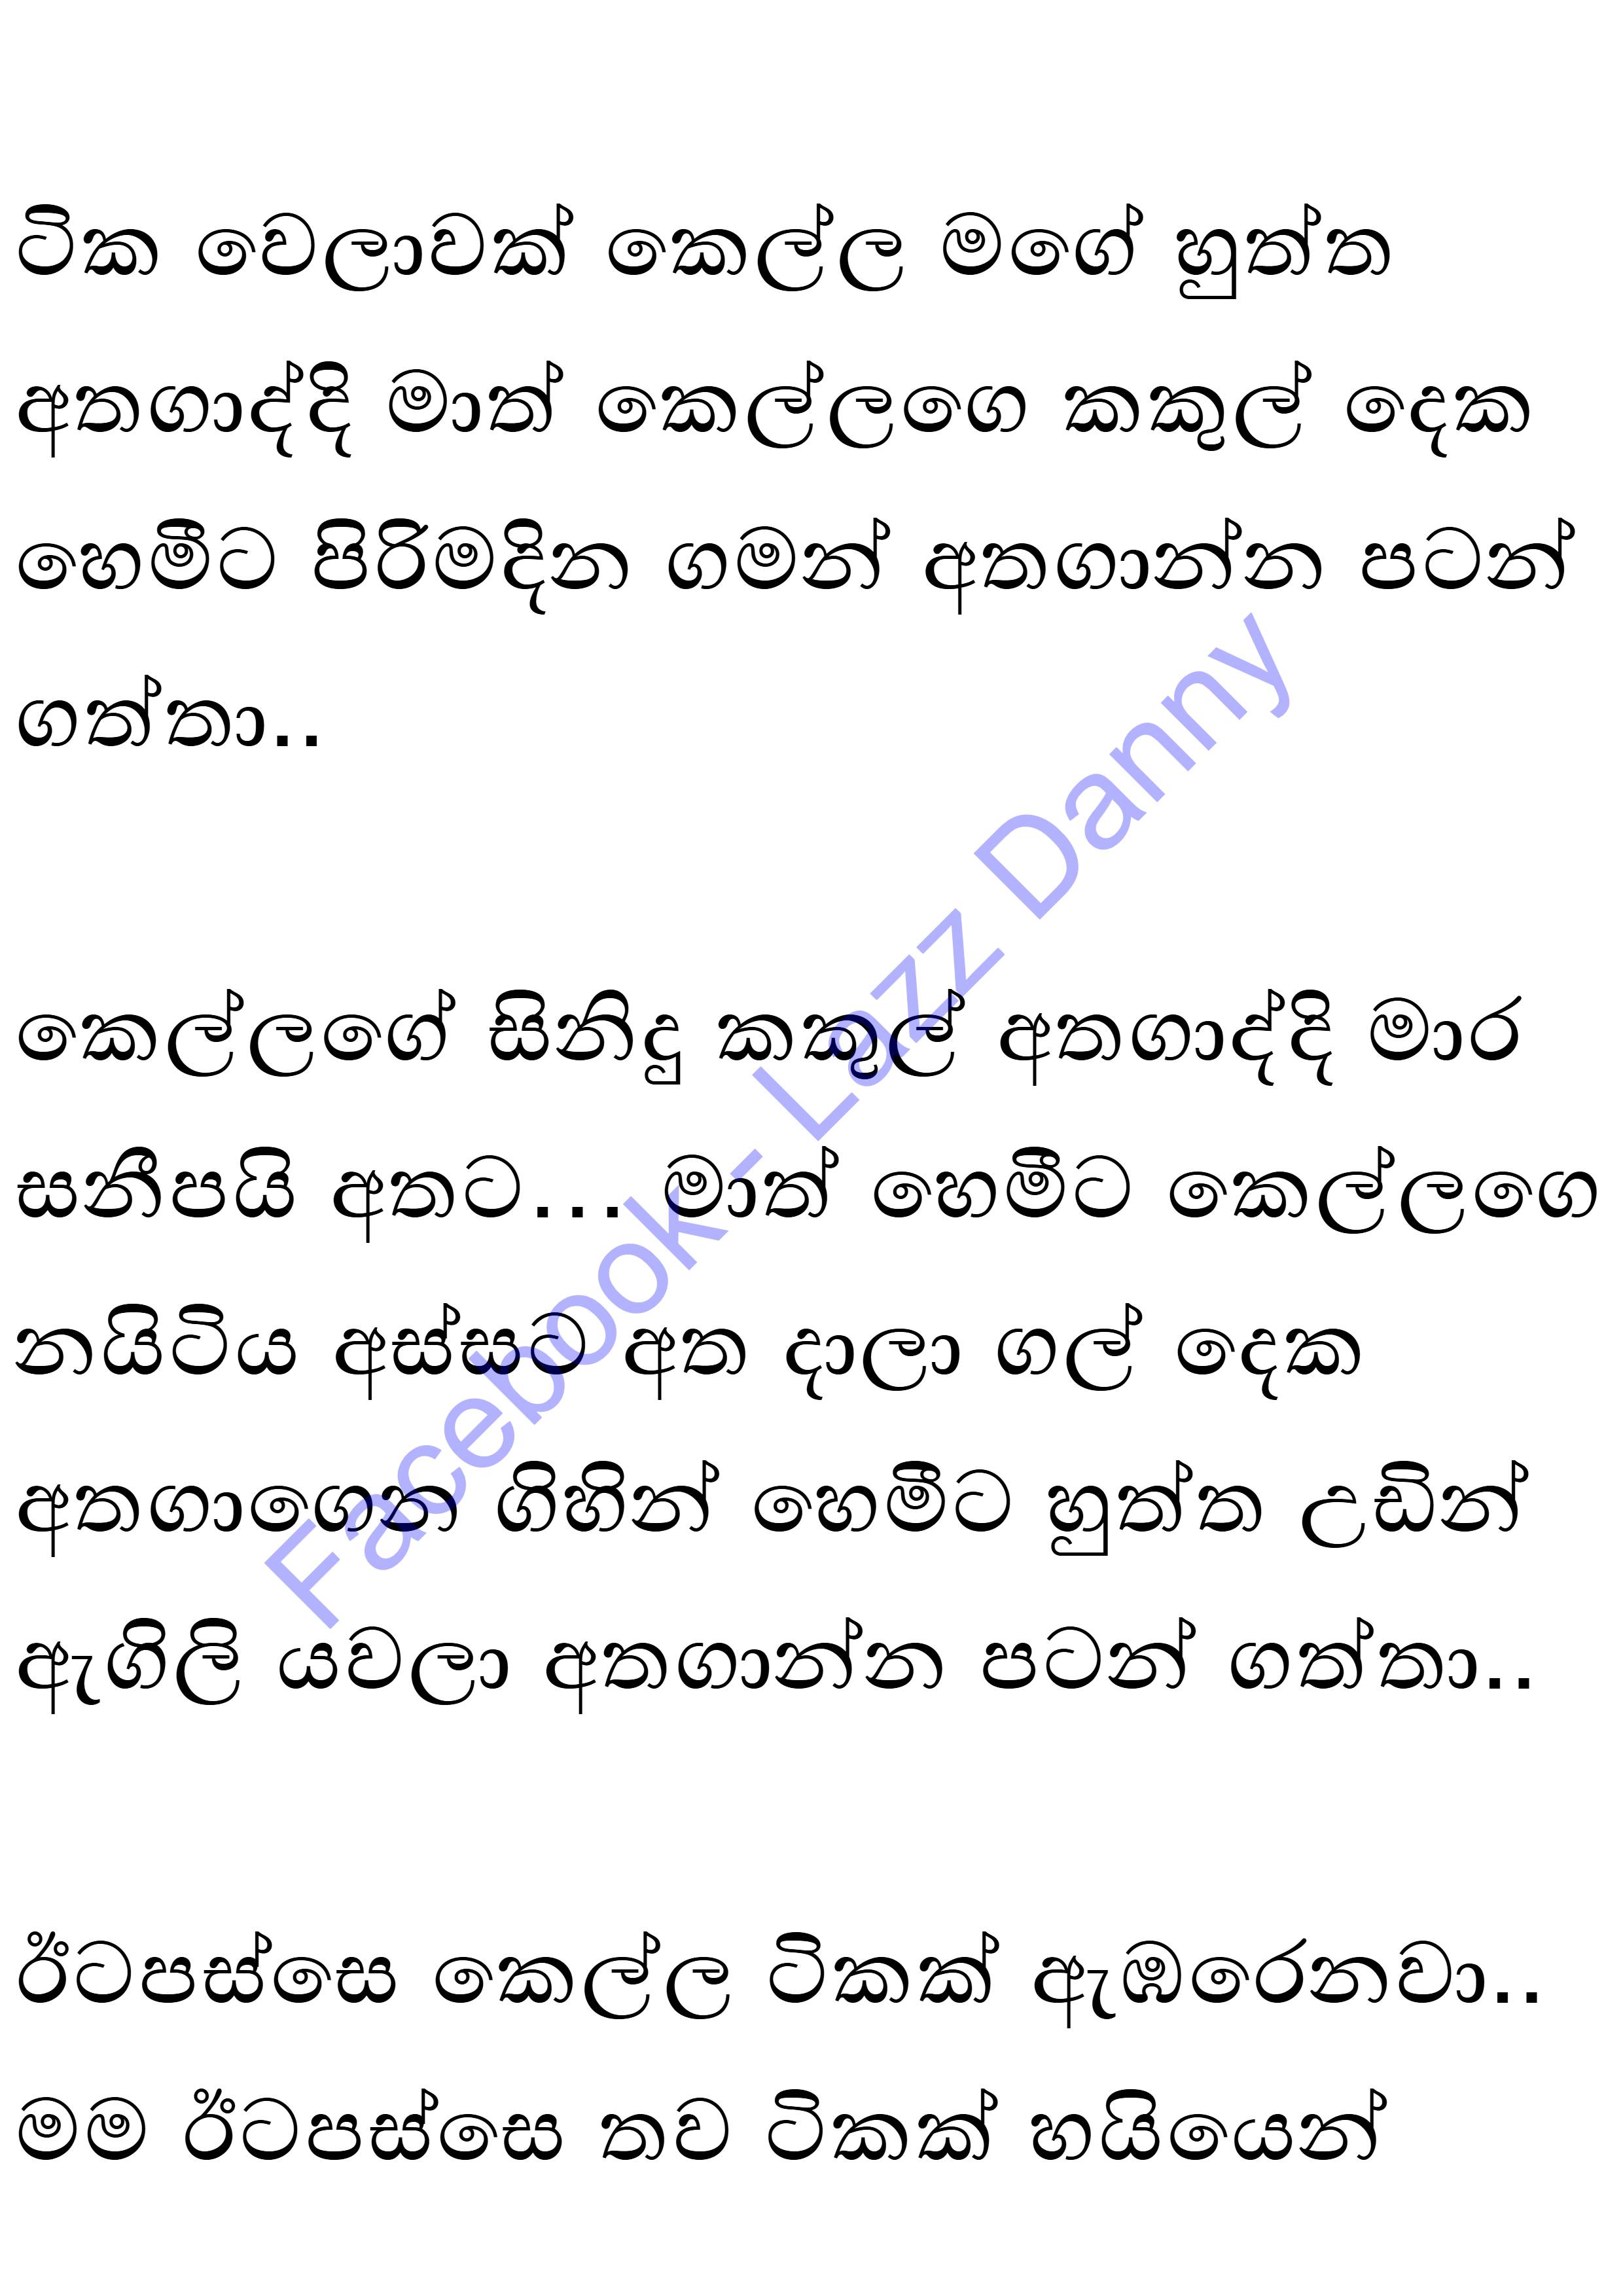 ටික වෙලාවක් කෙල්ල මගේ හුත්ත
අතගාද්දි මාත් කෙල්ලගෙ කකුල් දෙක
හෙමීට පිරිමදින ගමන් අතගාන්න පටන්
ගත්තා..
කෙල්ලගේ සිනිදු කකුල් අතගාද්දි මාර
සනීපයි අතට... මාත් හෙමීට කෙල්ලගෙ
නයිටිය අස්සට අත දාලා ගල් දෙක
අතගාගෙන ගිහින් හෙමීට හුත්ත උඩින්
ඇගිලි යවලා අතගාන්න පටන් ගත්තා..
ඊටපස්සෙ කෙල්ල ටිකක් ඇඹරෙනවා..
මම ඊටපස්සෙ තව ටිකක් හයියෙන්
Facebook - Lazz Danny